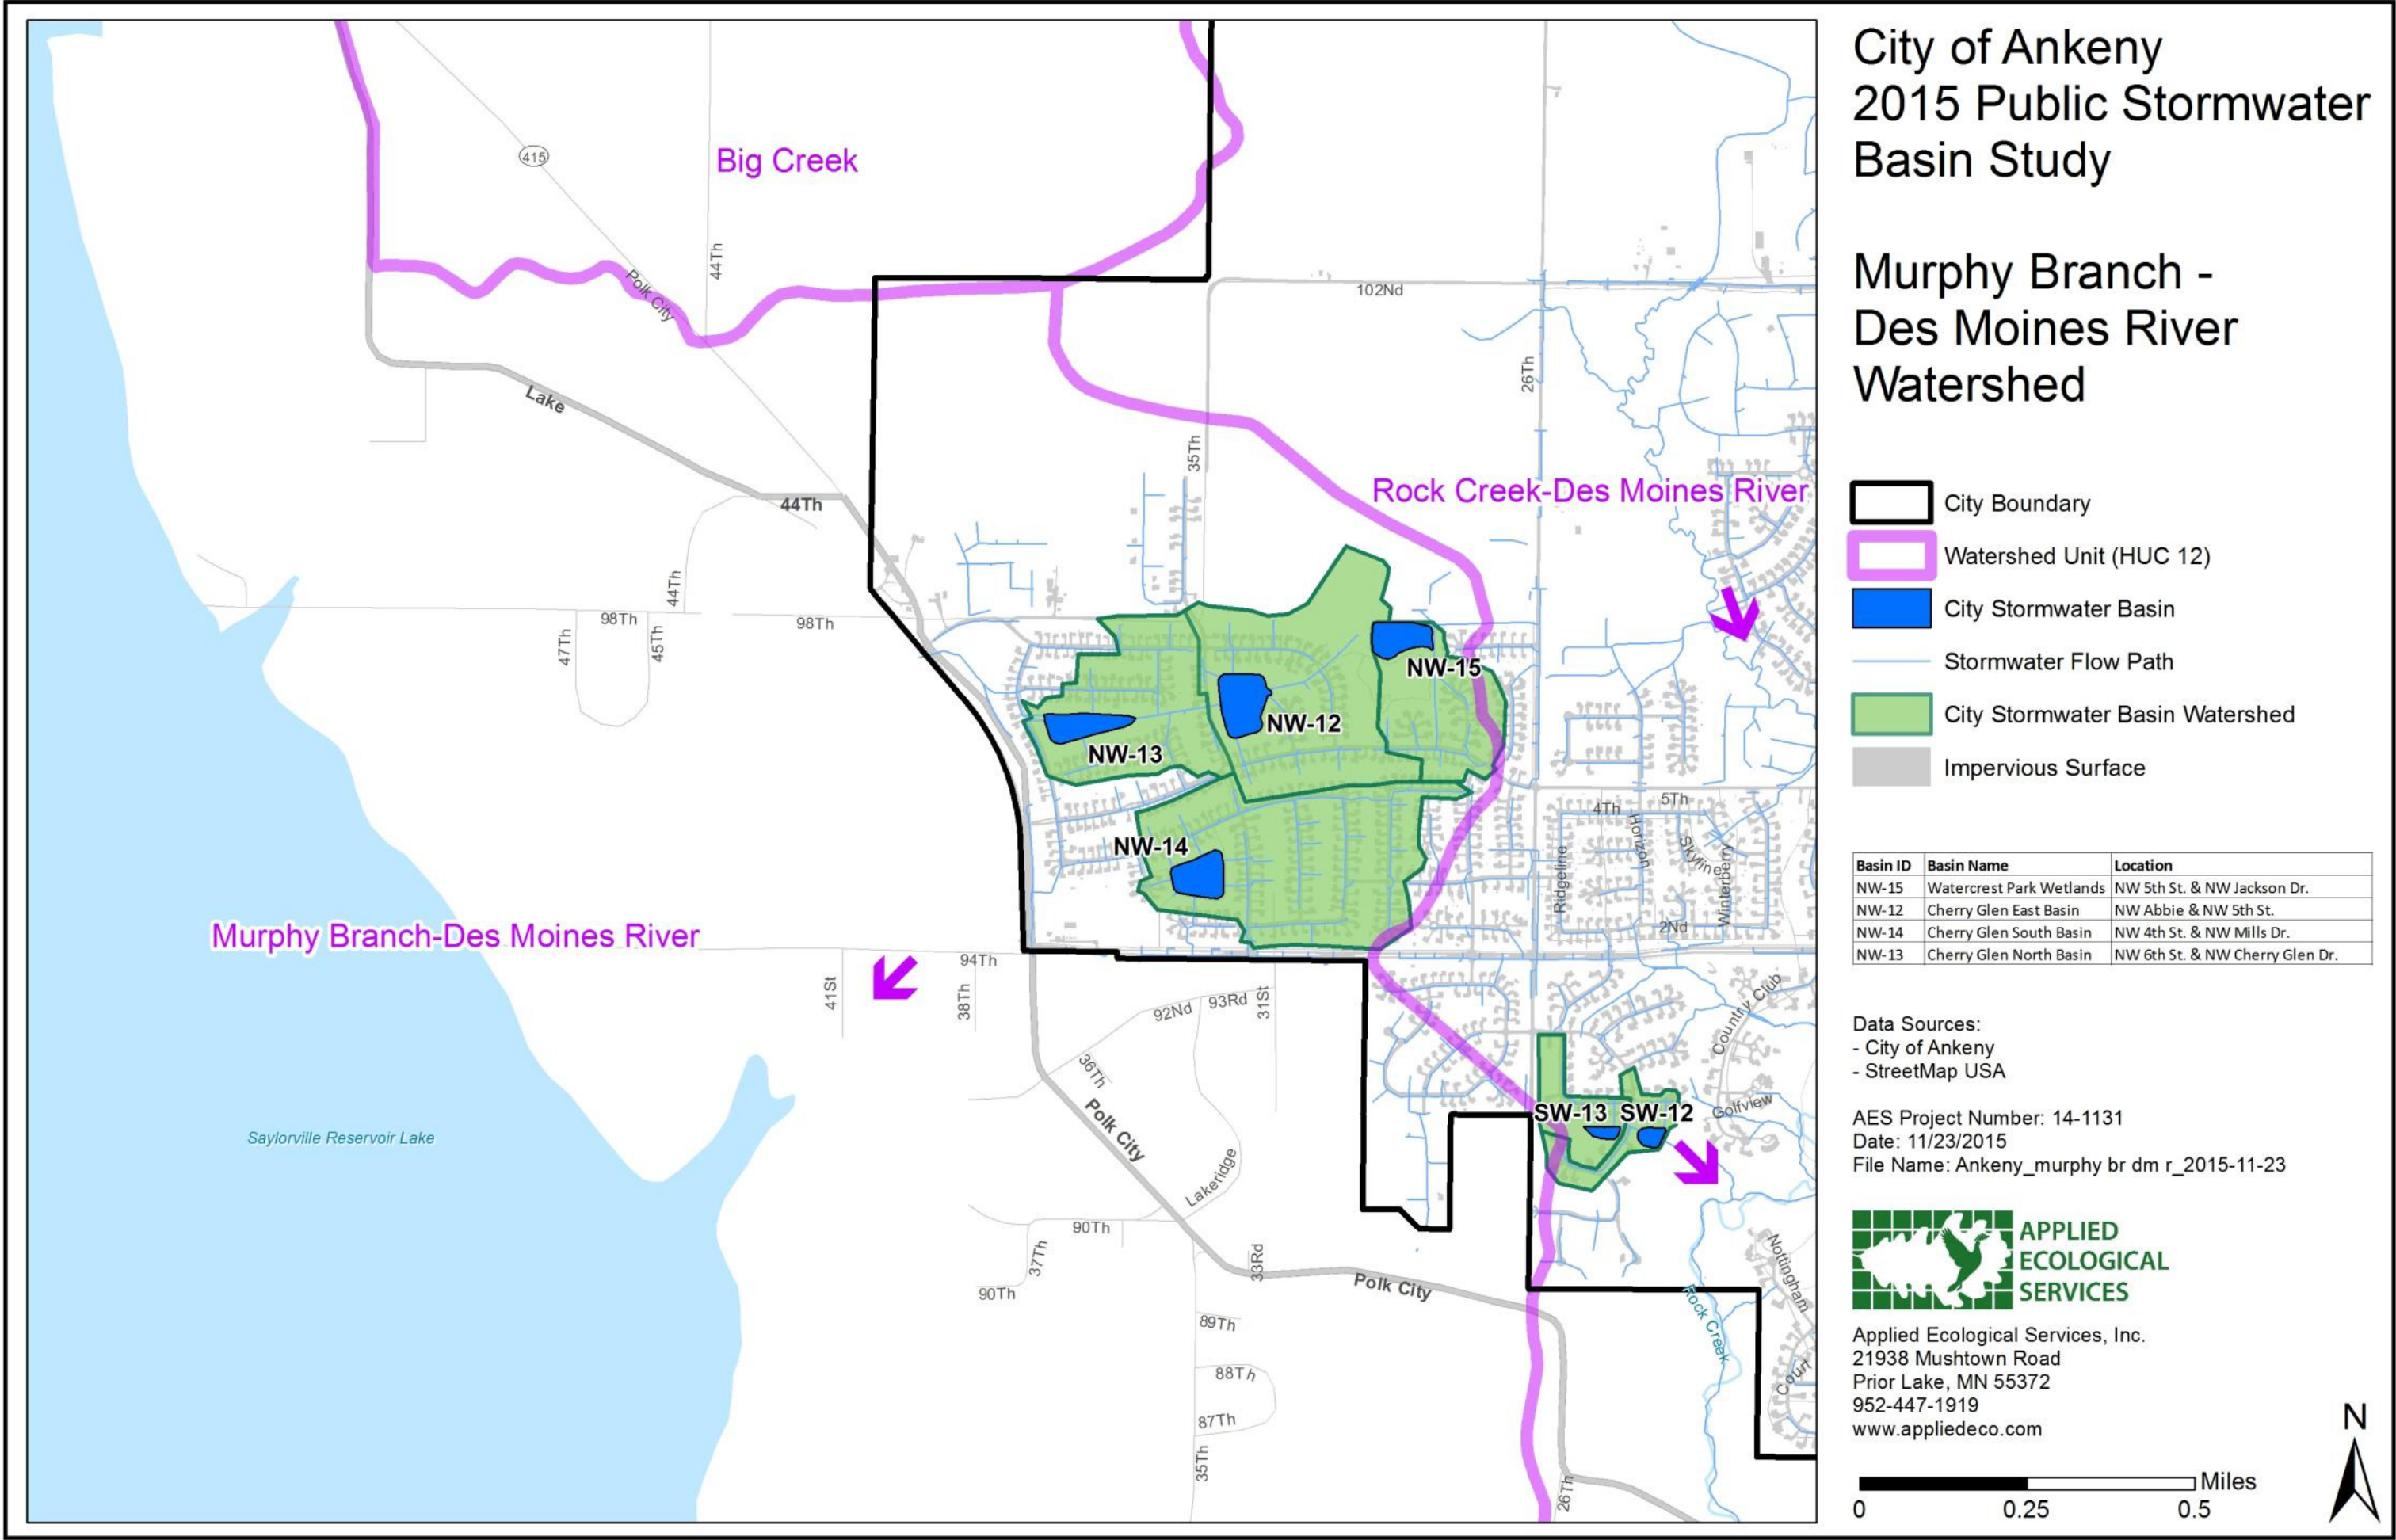 City of Ankeny
2015 Public Stormwater
Basin Study
Murphy Branch -
Des Moines River
Watershed
City Boundary
Watershed Unit (HUC 12)
City Stormwater Basin
Stormwater Flow Path
City Stormwater Basin Watershed
Impervious Surface
Basin ID Basin Name Location
NW-15 Watercrest Park Wetlands NW 5th St. & NW Jackson Dr.
NW-12 Cherry Glen East Basin NW Abbie & NW 5th St.
NW-14 Cherry Glen South Basin NW 4th St. & NW Mills Dr.
NW-13 Cherry Glen North Basin NW 6th St. & NW Cherry Glen Dr.
Data Sources:
- City of Ankeny
- StreetMap USA
AES Project Number: 14-1131
Date: 11/23/2015
File Name: Ankeny_murphy br dm r_2015-11-23
APPLIED
ECOLOGICAL
SERVICES
Applied Ecological Services, Inc.
21938 Mushtown Road
Prior Lake, MN 55372
952-447-1919
www.appliedeco.com
N
Miles
0 0.25 0.5
415
Big Creek
44Th
Polk City
102Nd
26Th
Lake
35Th
Rock Creek-Des Moines River
44Th
44Th
98Th
98Th
47Th
45Th
NW-15
NW-12
NW-13
NW-14
4Th
5Th
Horizon
Skyline
Winterberry
Ridgeline
2Nd
Murphy Branch-Des Moines River
94Th
41St
38Th
92Nd
93Rd
31St
Country Club
36Th
Polk City
SW-13
SW-12
Golfview
Saylorville Reservoir Lake
Lakeridge
90Th
37Th
33Rd
90Th
Polk City
Nottingham
Rock Creek
89Th
88Th
Court
87Th
35Th
26Th